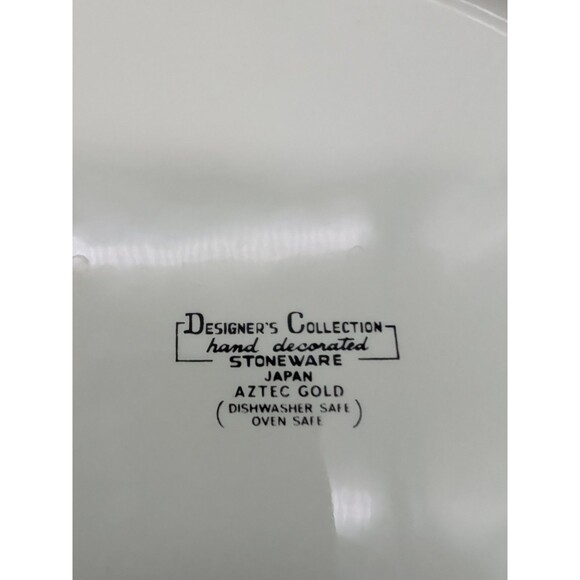 DESIGNER'S COLLECTION
hand decorated
STONEWARE
JAPAN
AZTEC GOLD
(DISHWASHER SAFE
OVEN SAFE)